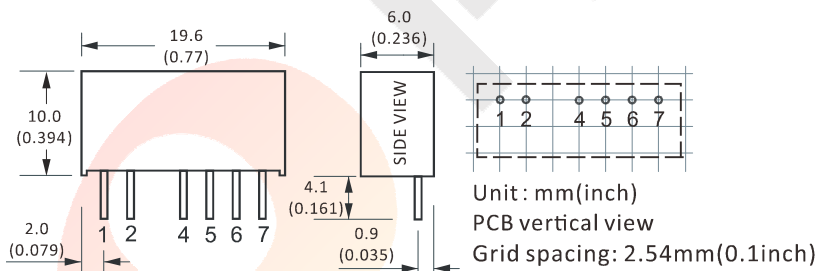 19.6
(0.77)
6.0
(0.236)
10.0
(0.394)
SIDE VIEW
1 2 4 5 6 7
4.1
(0.161)
2.0
(0.079)
1 2 4 5 6 7
0.9
(0.035)
Unit : mm(inch)
PCB vertical view
Grid spacing: 2.54mm(0.1inch)